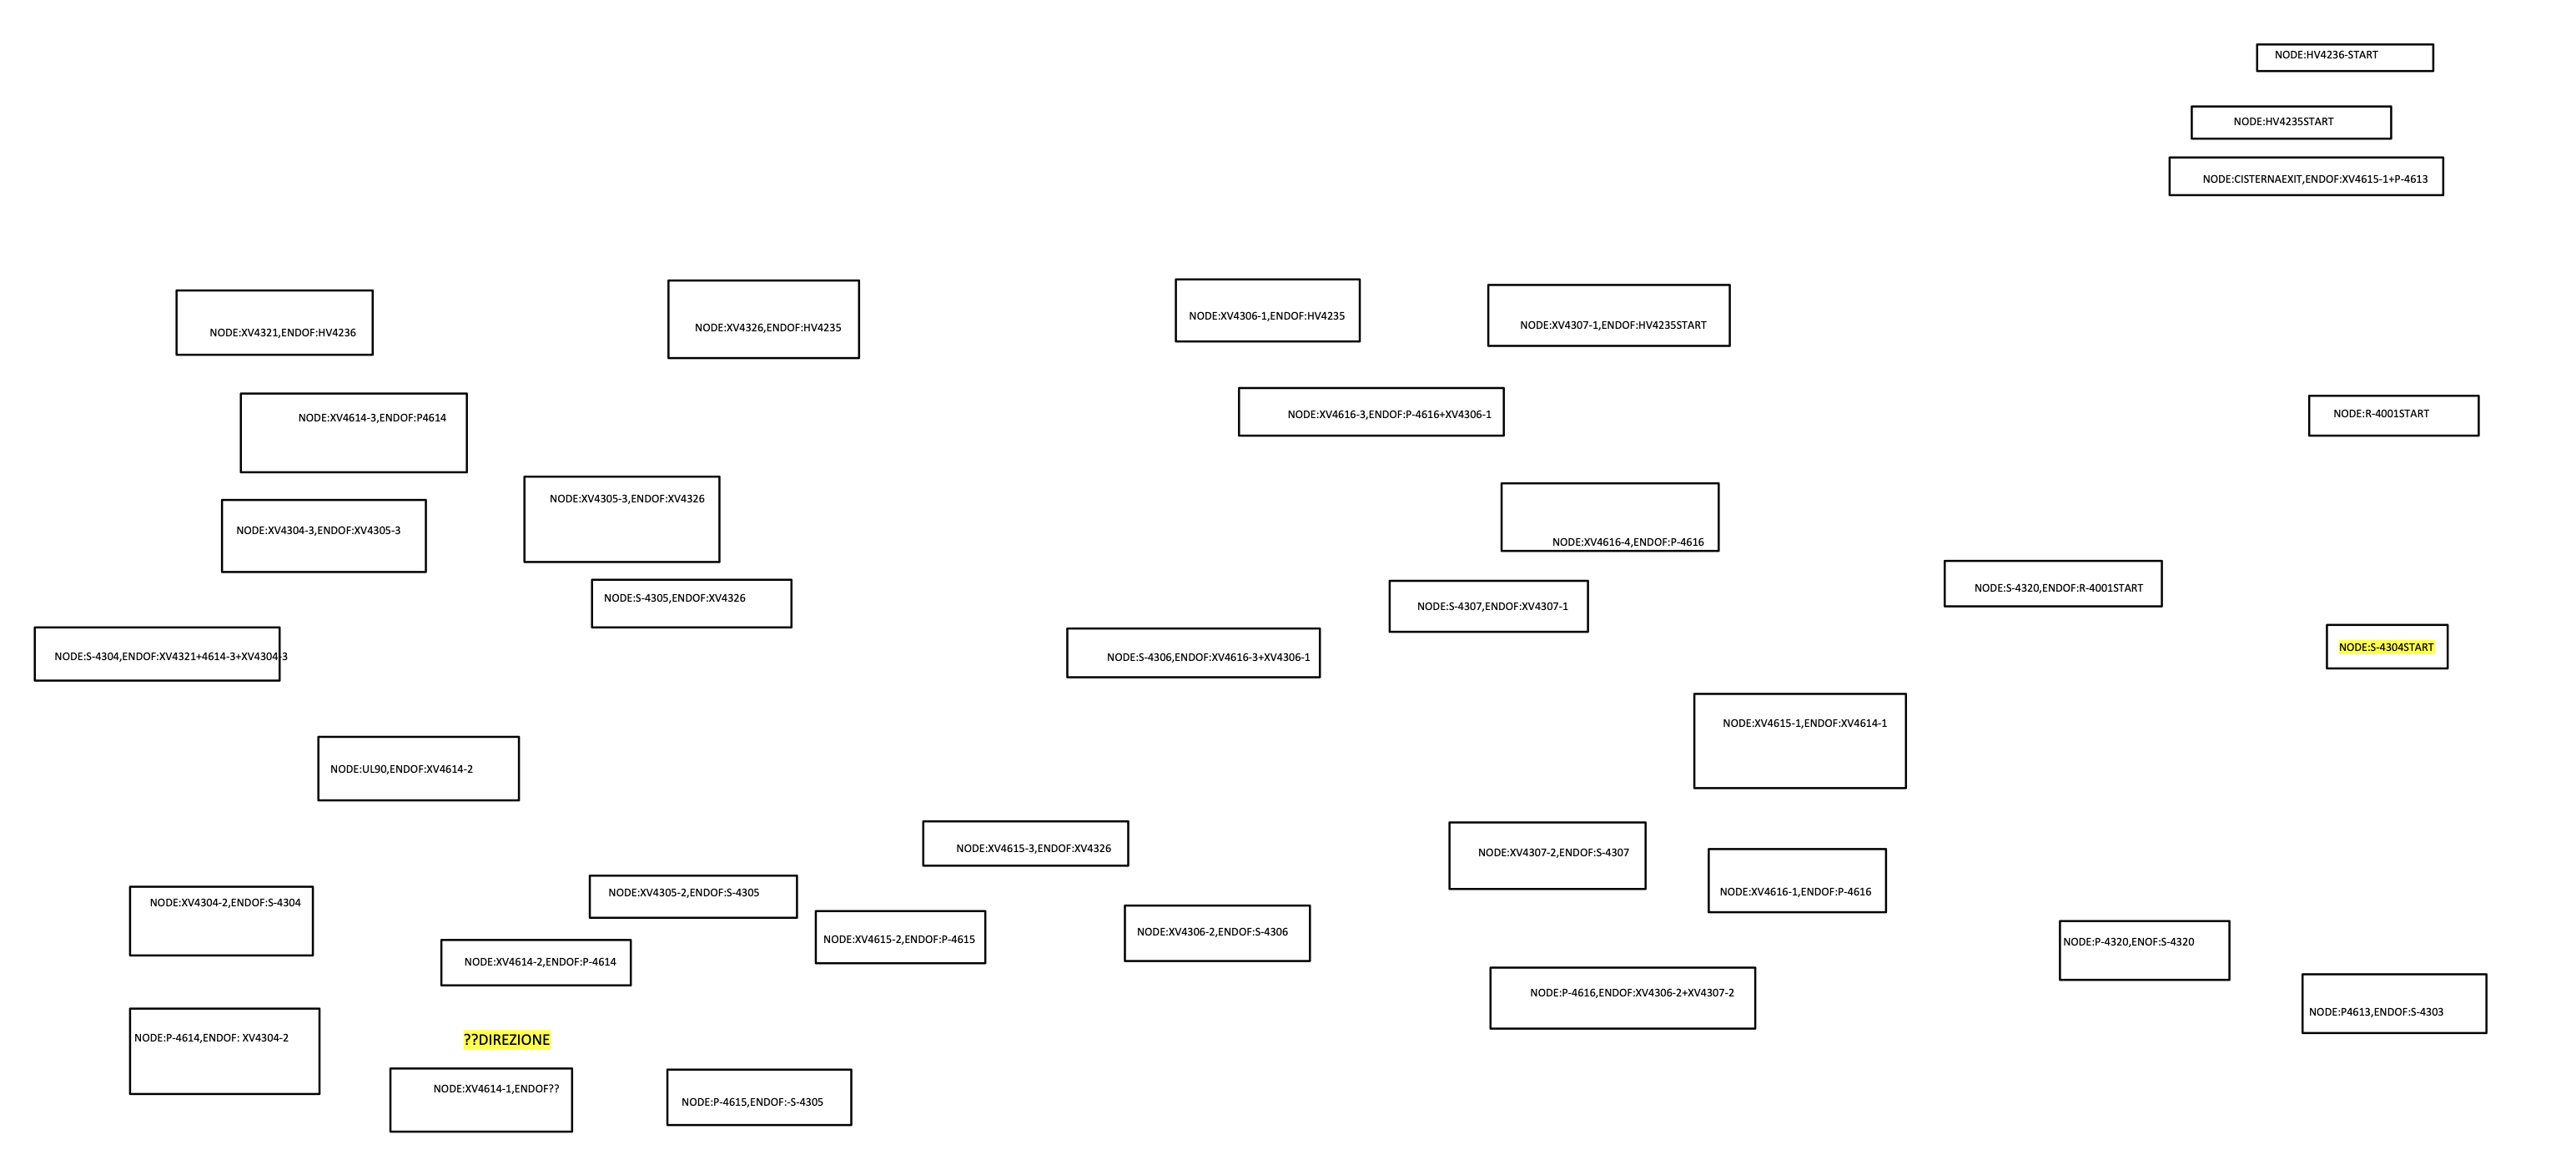 NODE:HV4236-START
NODE:HV4235START
NODE:CISTERNAEXIT,ENDOF:XV4615-1+P-4613
NODE:XV4321,ENDOF:HV4236
NODE:XV4326,ENDOF:HV4235
NODE:XV4306-1,ENDOF:HV4235
NODE:XV4307-1,ENDOF:HV4235START
NODE:XV4614-3,ENDOF:P4614
NODE:XV4616-3,ENDOF:P-4616+XV4306-1
NODE:R-4001START
NODE:XV4305-3,ENDOF:XV4326
NODE:XV4304-3,ENDOF:XV4305-3
NODE:XV4616-4,ENDOF:P-4616
NODE:S-4320,ENDOF:R-4001START
NODE:S-4305,ENDOF:XV4326
NODE:S-4307,ENDOF:XV4307-1
NODE:S-4304,ENDOF:XV4321+4614-3+XV4304-3
NODE:S-4306,ENDOF:XV4616-3+XV4306-1
NODE:S-4304START
NODE:XV4615-1,ENDOF:XV4614-1
NODE:UL90,ENDOF:XV4614-2
NODE:XV4615-3,ENDOF:XV4326
NODE:XV4307-2,ENDOF:S-4307
NODE:XV4305-2,ENDOF:S-4305
NODE:XV4616-1,ENDOF:P-4616
NODE:XV4304-2,ENDOF:S-4304
NODE:XV4306-2,ENDOF:S-4306
NODE:XV4615-2,ENDOF:P-4615
NODE:P-4320,ENOF:S-4320
NODE:XV4614-2,ENDOF:P-4614
NODE:P-4616,ENDOF:XV4306-2+XV4307-2
NODE:P4613,ENDOF:S-4303
NODE:P-4614,ENDOF: XV4304-2
??DIREZIONE
NODE:XV4614-1,ENDOF??
NODE:P-4615,ENDOF:-S-4305